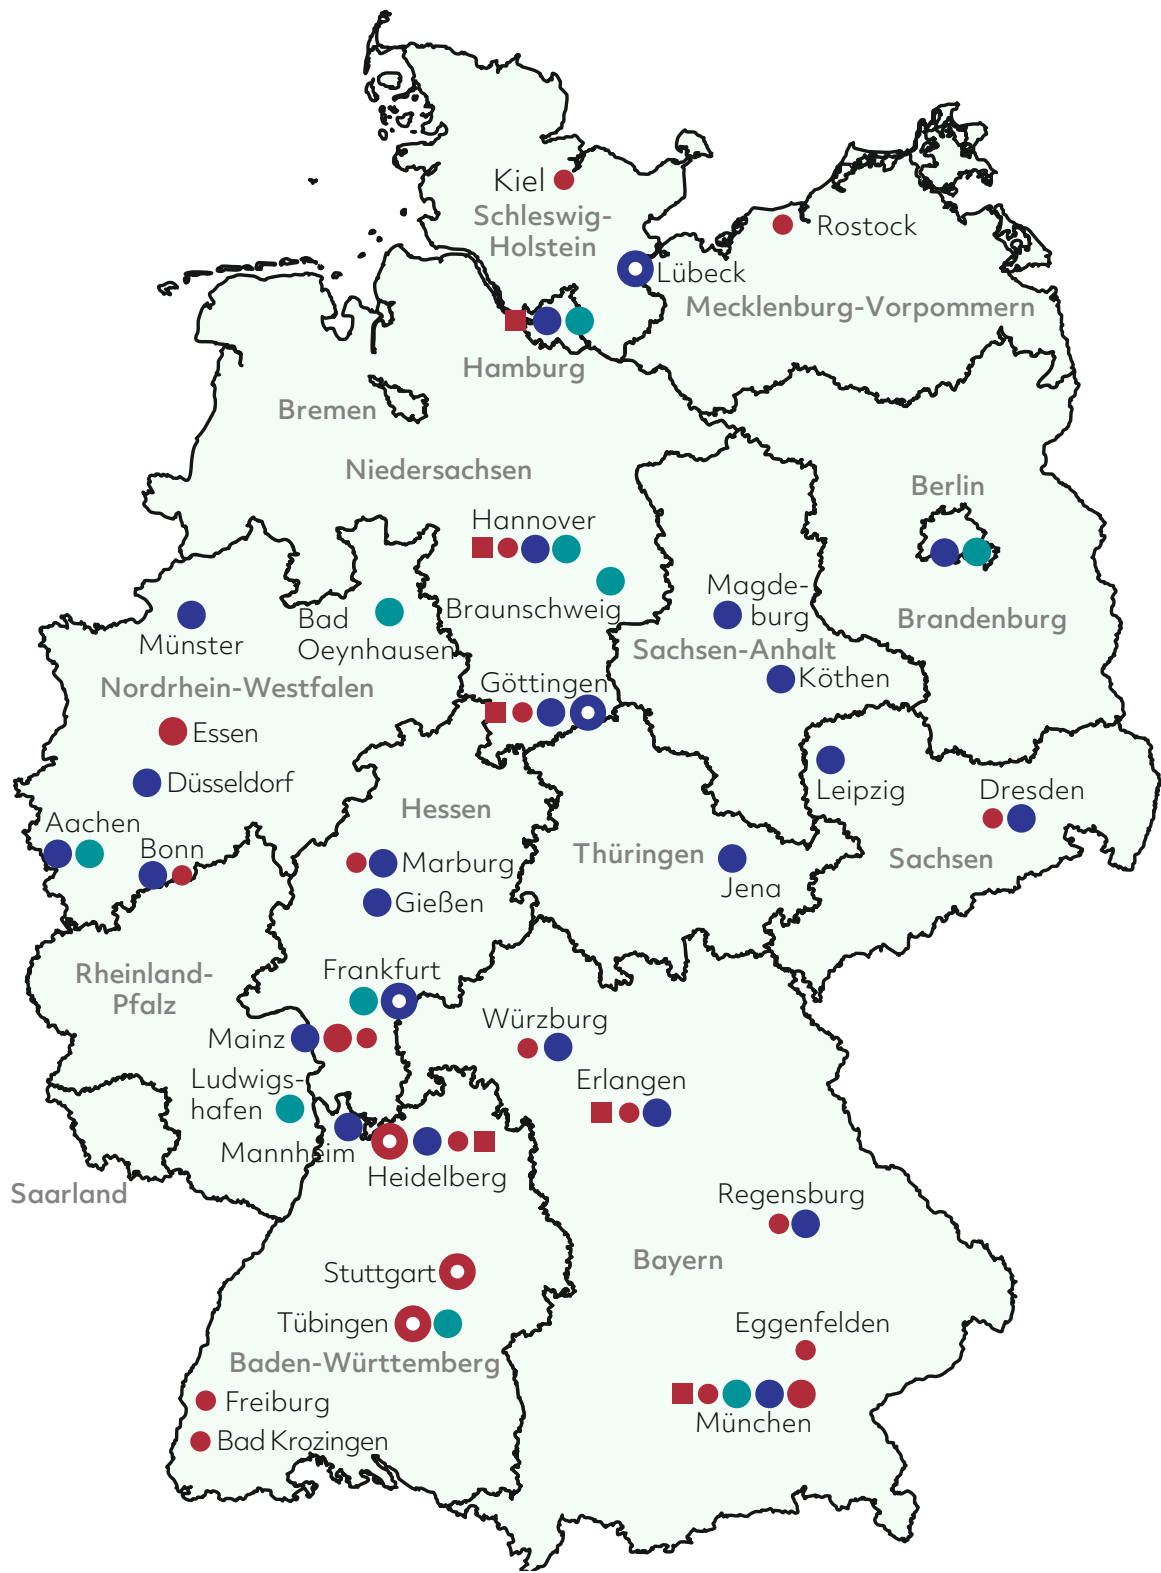 Kiel
Schleswig-
Holstein
Rostock
Lübeck
Mecklenburg-Vorpommern
Hamburg
Bremen
Niedersachsen
Berlin
Hannover
Magde-
burg
Braunschweig
Bad
Oeynhausen
Brandenburg
Münster
Sachsen-Anhalt
Köthen
Nordrhein-Westfalen
Göttingen
Essen
Düsseldorf
Leipzig
Dresden
Hessen
Aachen
Bonn
Marburg
Thüringen
Sachsen
Jena
Gießen
Rheinland-
Pfalz
Frankfurt
Würzburg
Mainz
Ludwigs-
hafen
Erlangen
Mannheim
Heidelberg
Saarland
Regensburg
Bayern
Stuttgart
Tübingen
Eggenfelden
Baden-Württemberg
Freiburg
München
Bad Krozingen